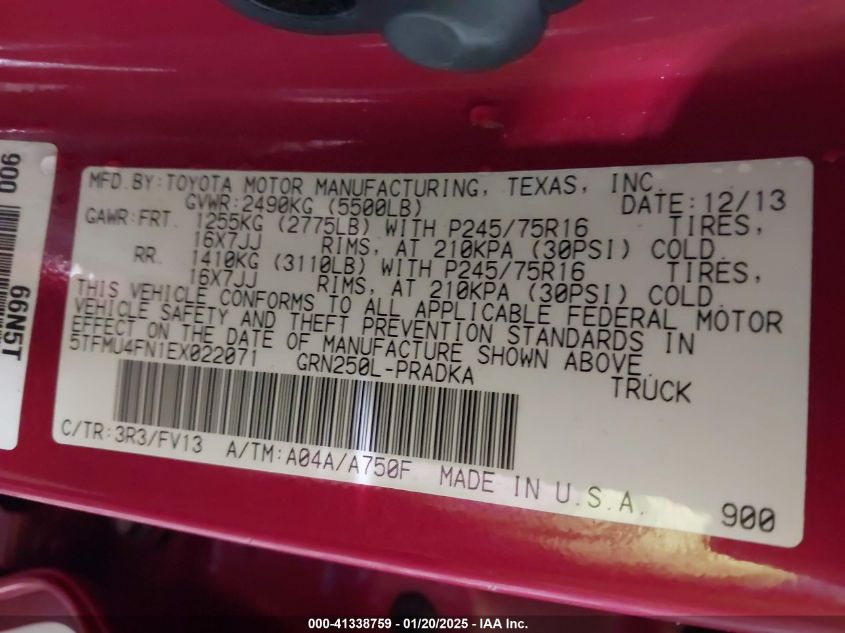 900
66N5T
MFD.BY:TOYOTA MOTOR MANUFACTURING, TEXAS, INC.
GVWR:2490KG (5500LB) DATE:12/13
GAWR:FRT. 1255KG (2775LB) WITH P245/75R16 TIRES,
16X7JJ RIMS, AT 210KPA (30PSI) COLD.
RR. 1410KG (3110LB) WITH P245/75R16 TIRES,
16X7JJ RIMS, AT 210KPA (30PSI) COLD.
THIS VEHICLE CONFORMS TO ALL APPLICABLE FEDERAL MOTOR
VEHICLE SAFETY AND THEFT PREVENTION STANDARDS IN
EFFECT ON THE DATE OF MANUFACTURE SHOWN ABOVE.
5TFMU4FN1EX022071 GRN250L-PRADKA TRUCK
C/TR:3R3/FV13 A/TM:A04A/A750F MADE IN U.S.A.
900
000-41338759 — 01/20/2025 - IAA Inc.